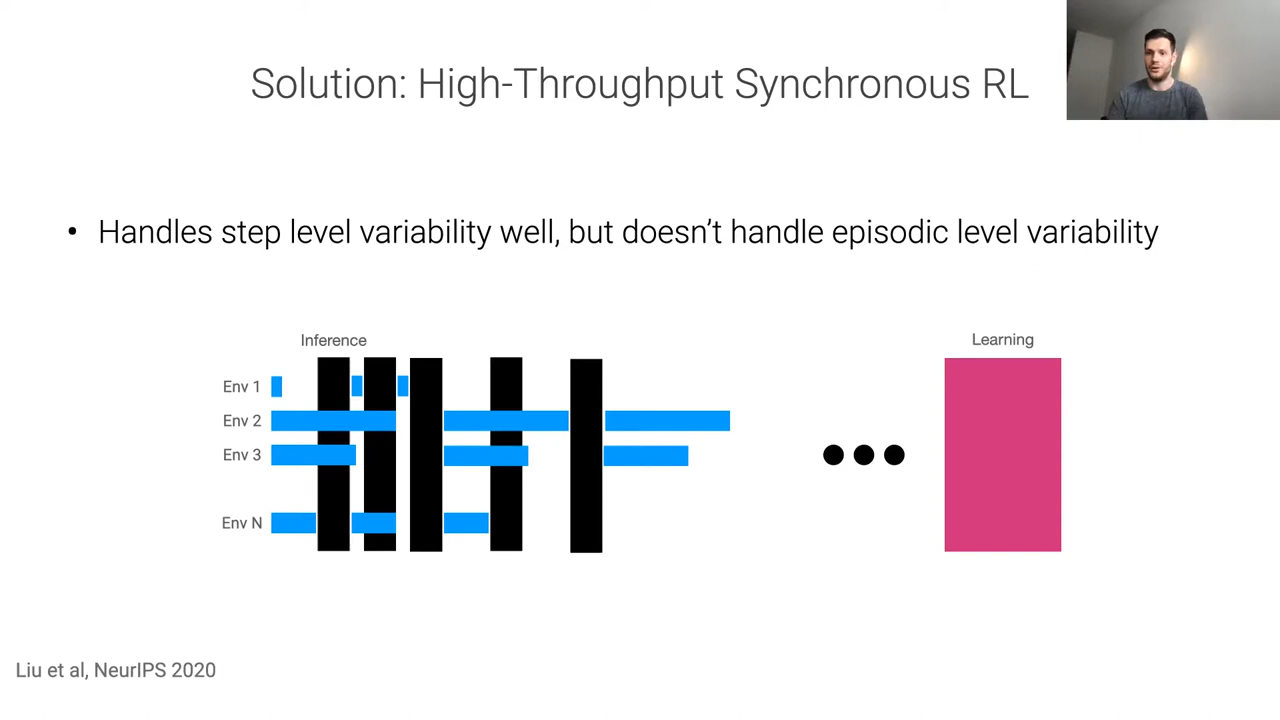 Solution: High-Throughput Synchronous RL
• Handles step level variability well, but doesn’t handle episodic level variability
Inference
Learning
Env 1
Env 2
Env 3
Env N
Liu et al, NeurIPS 2020